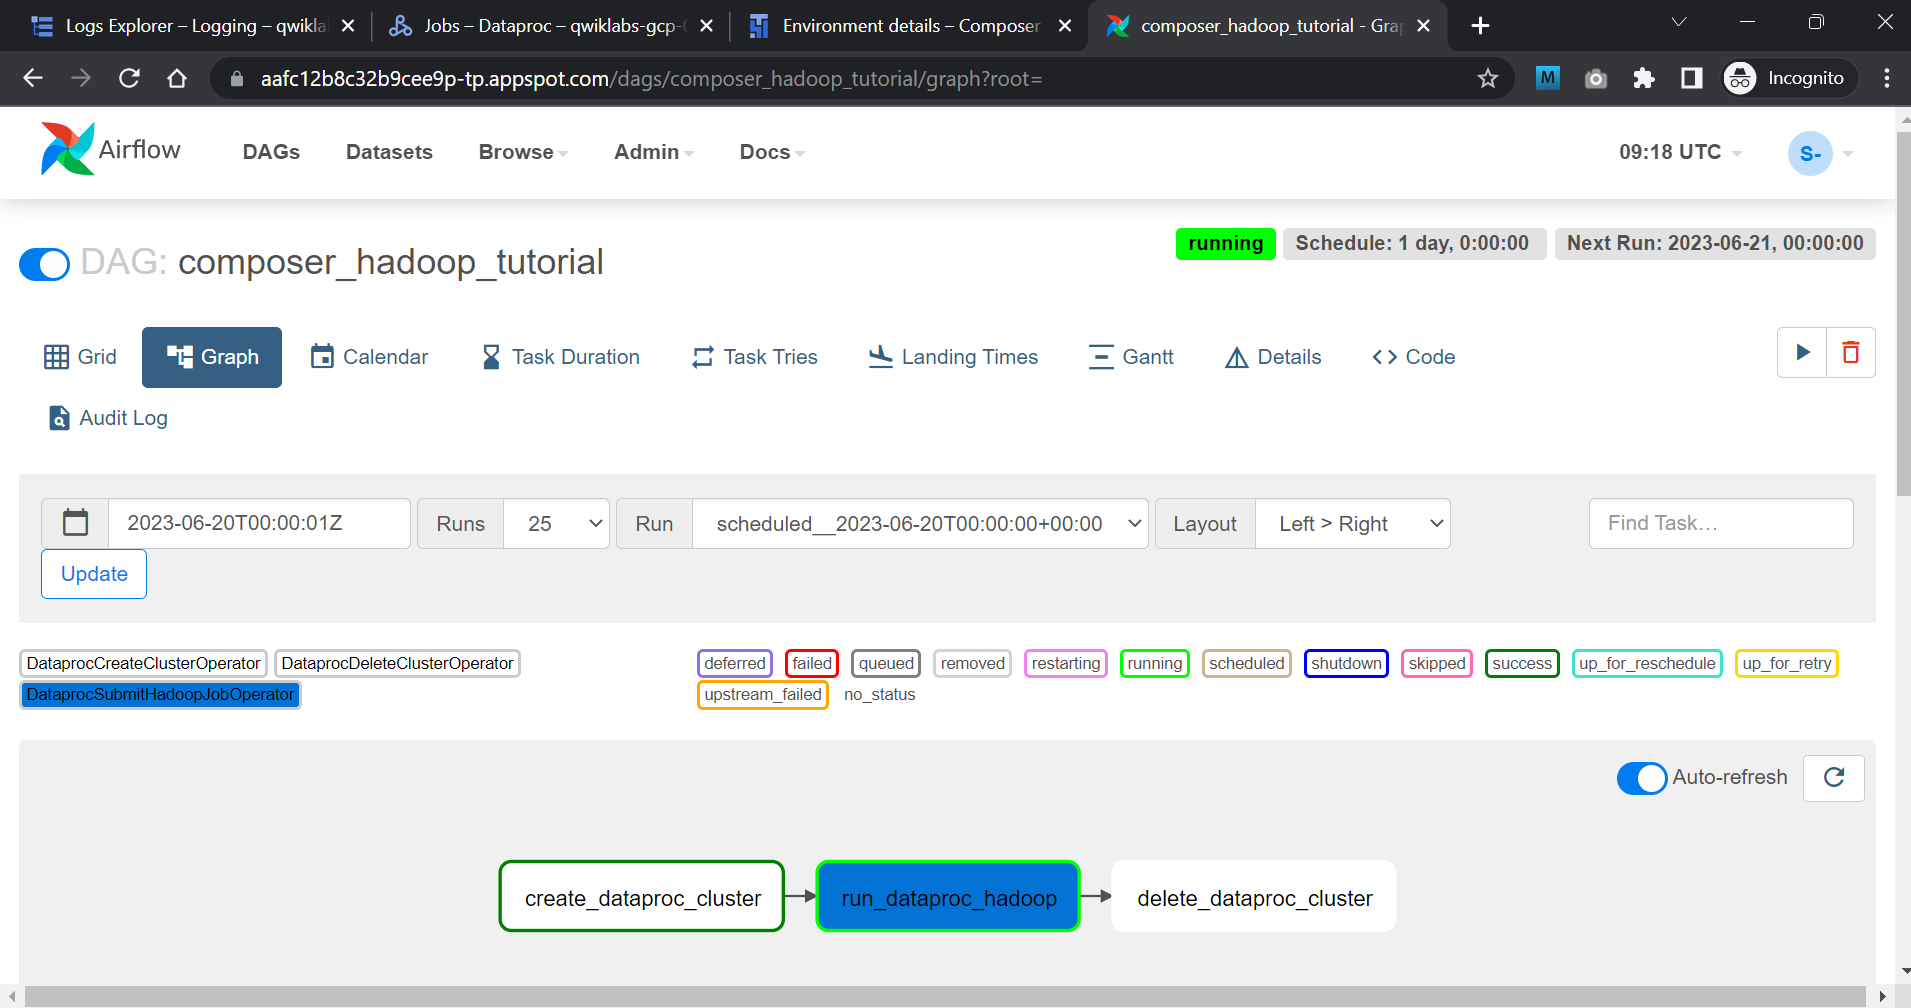 Logs Explorer – Logging – qwikla
Jobs – Dataproc – qwiklabs-gcp-
Environment details – Composer
composer_hadoop_tutorial - Gra
aafc12b8c32b9cee9p-tp.appspot.com/dags/composer_hadoop_tutorial/graph?root=
M
Incognito
Airflow
DAGs
Datasets
Browse
Admin
Docs
09:18 UTC
S-
DAG: composer_hadoop_tutorial
running
Schedule: 1 day, 0:00:00
Next Run: 2023-06-21, 00:00:00
Grid
Graph
Calendar
Task Duration
Task Tries
Landing Times
Gantt
Details
<> Code
Audit Log
2023-06-20T00:00:01Z
Runs
25
Run
scheduled__2023-06-20T00:00:00+00:00
Layout
Left > Right
Find Task…
Update
DataprocCreateClusterOperator
DataprocDeleteClusterOperator
DataprocSubmitHadoopJobOperator
deferred
failed
queued
removed
restarting
running
scheduled
shutdown
skipped
success
up_for_reschedule
up_for_retry
upstream_failed
no_status
Auto-refresh
create_dataproc_cluster
run_dataproc_hadoop
delete_dataproc_cluster